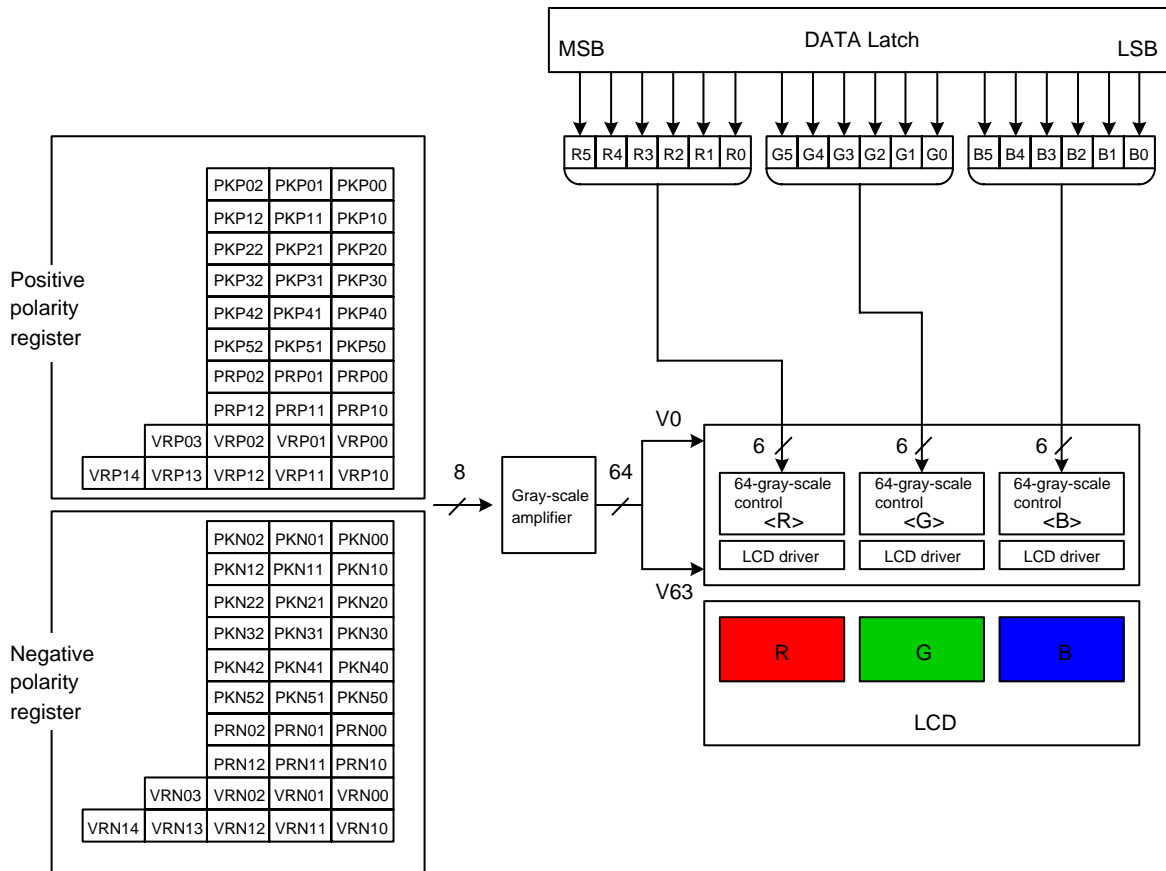 DATA Latch
MSB LSB
R5 R4 R3 R2 R1 R0 G5 G4 G3 G2 G1 G0 B5 B4 B3 B2 B1 B0
Positive
polarity
register
PKP02 PKP01 PKP00
PKP12 PKP11 PKP10
PKP22 PKP21 PKP20
PKP32 PKP31 PKP30
PKP42 PKP41 PKP40
PKP52 PKP51 PKP50
PRP02 PRP01 PRP00
PRP12 PRP11 PRP10
VRP03 VRP02 VRP01 VRP00
VRP14 VRP13 VRP12 VRP11 VRP10
Negative
polarity
register
PKN02 PKN01 PKN00
PKN12 PKN11 PKN10
PKN22 PKN21 PKN20
PKN32 PKN31 PKN30
PKN42 PKN41 PKN40
PKN52 PKN51 PKN50
PRN02 PRN01 PRN00
PRN12 PRN11 PRN10
VRN03 VRN02 VRN01 VRN00
VRN14 VRN13 VRN12 VRN11 VRN10
8
Gray-scale
amplifier
64
V0
V63
6 6 6
64-gray-scale
control
<R>
64-gray-scale
control
<G>
64-gray-scale
control
<B>
LCD driver LCD driver LCD driver
R G B
LCD